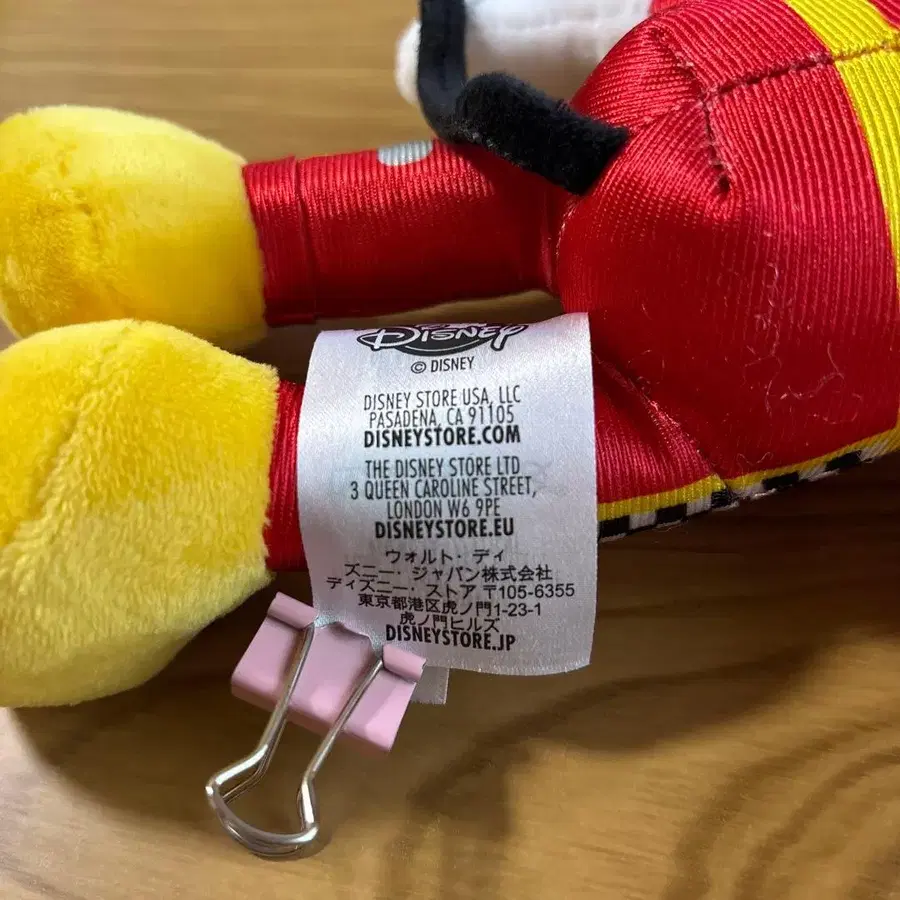 DISNEY
© DISNEY
DISNEY STORE USA, LLC
PASADENA, CA 91105
DISNEYSTORE.COM
THE DISNEY STORE LTD
3 QUEEN CAROLINE STREET,
LONDON W6 9PE
DISNEYSTORE.EU
ウォルト・ディ
ズニー・ジャパン株式会社
ディズニー・ストア 〒105-6355
東京都港区虎ノ門1-23-1
虎ノ門ヒルズ
DISNEYSTORE.JP